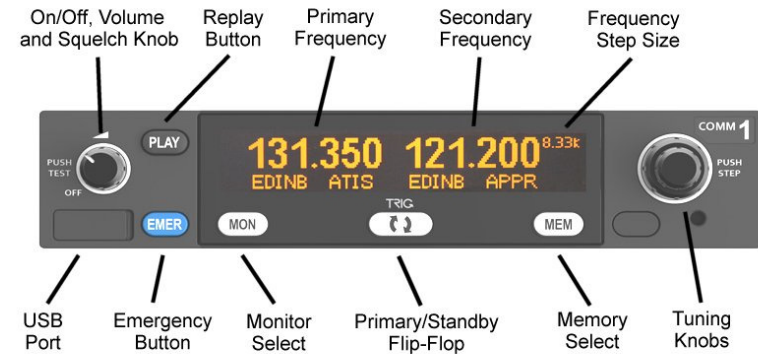 On/Off, Volume
and Squelch Knob
Replay
Button
Primary
Frequency
Secondary
Frequency
Frequency
Step Size
PUSH
TEST
OFF
PLAY
131.350 121.200 8.33k
EDINB ATIS EDINB APPR
COMM 1
PUSH
STEP
TRIG
EMER
MON
MEM
USB
Port
Emergency
Button
Monitor
Select
Primary/Standby
Flip-Flop
Memory
Select
Tuning
Knobs